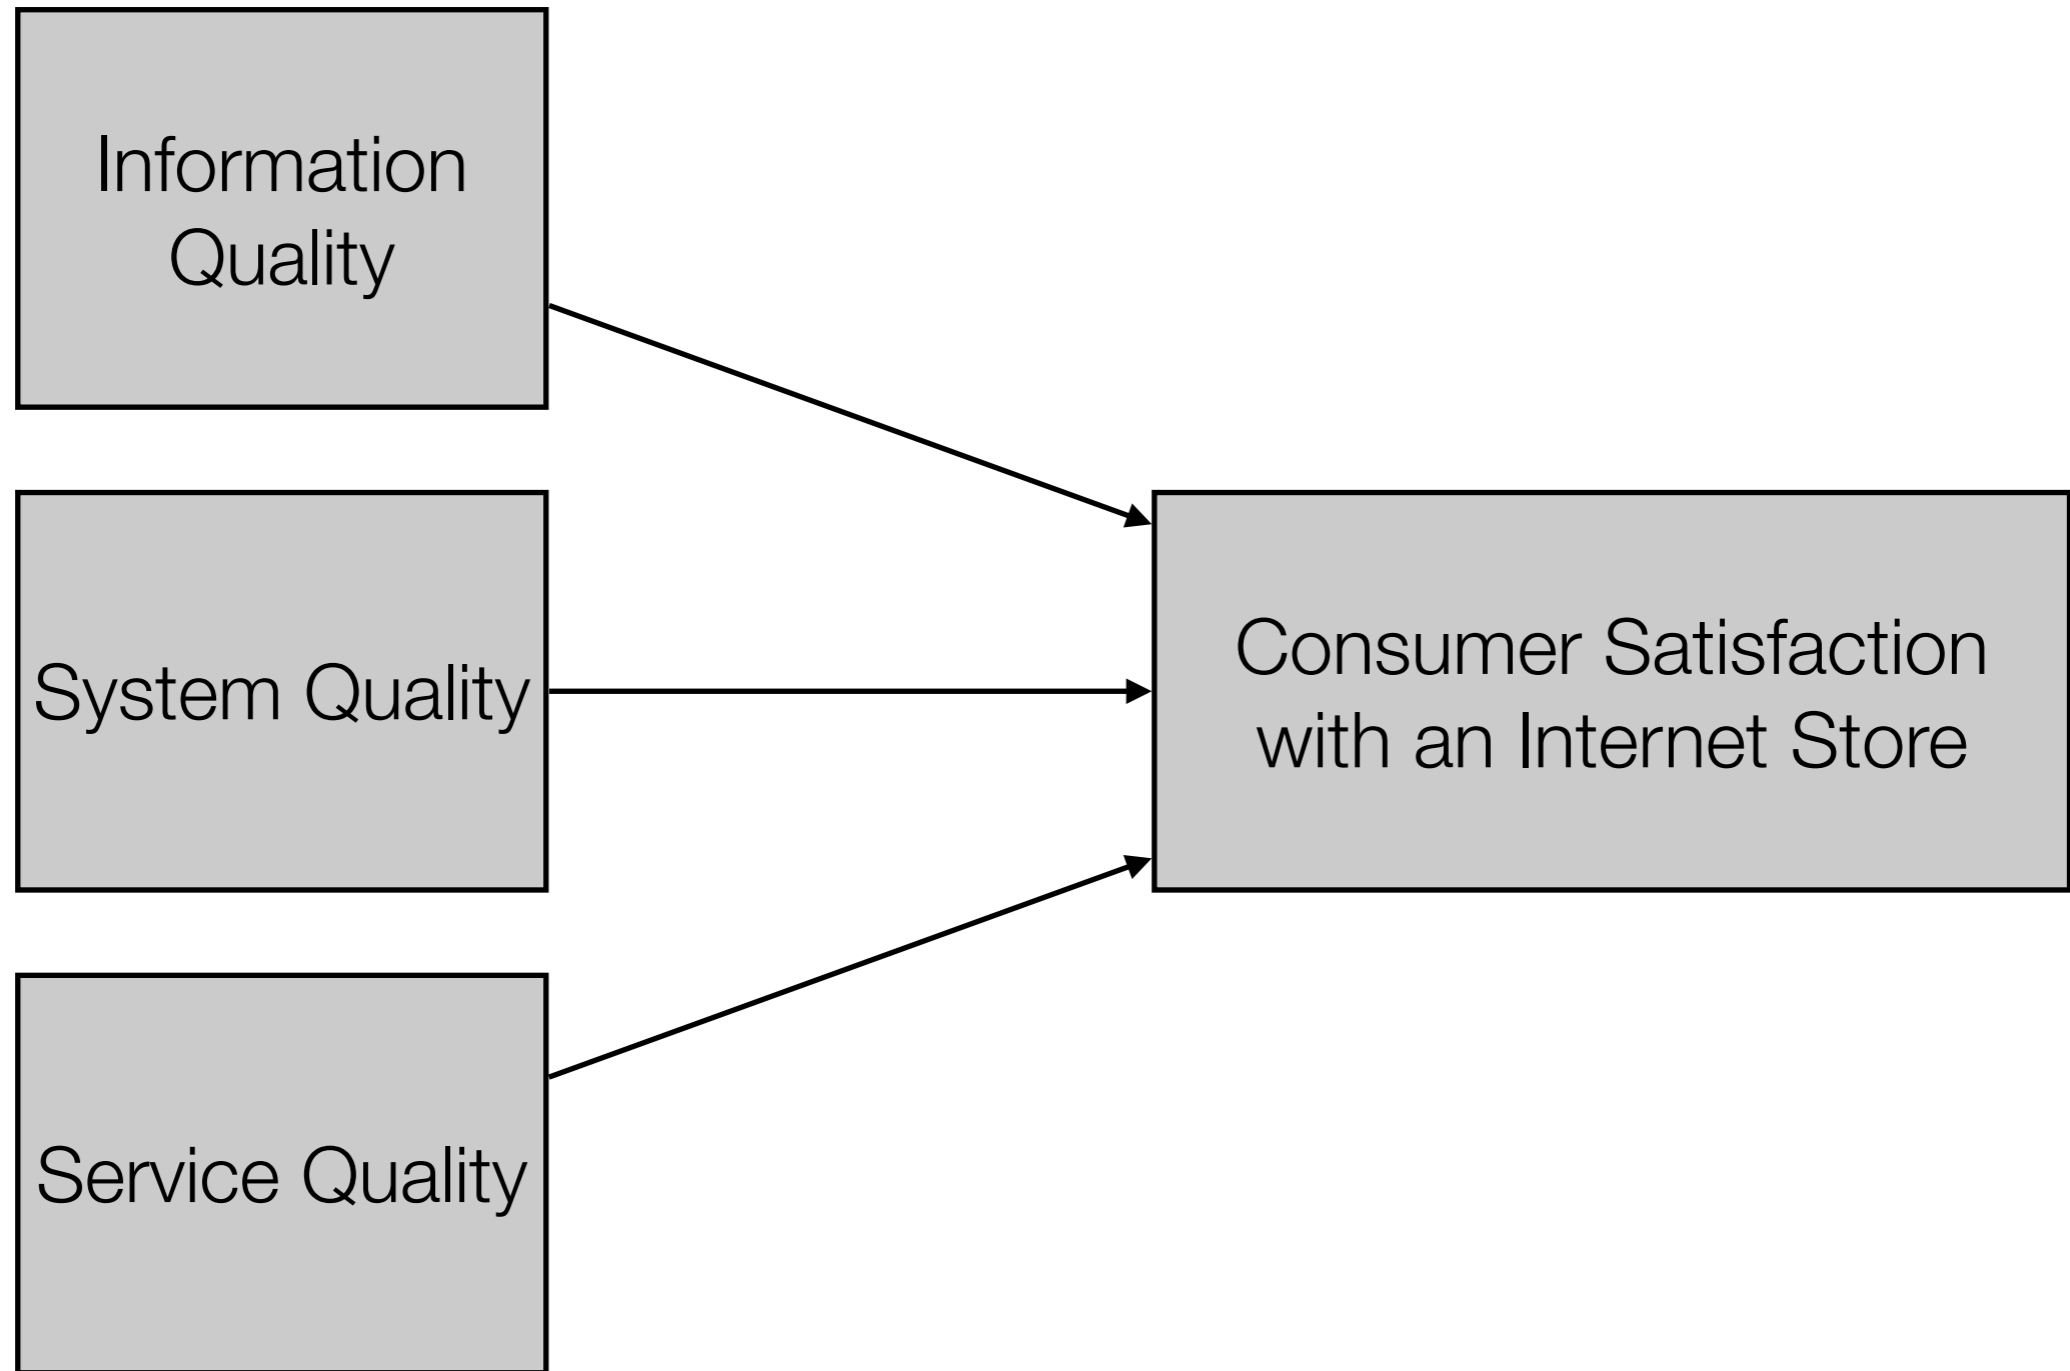 Information
Quality
System Quality
Consumer Satisfaction
with an Internet Store
Service Quality